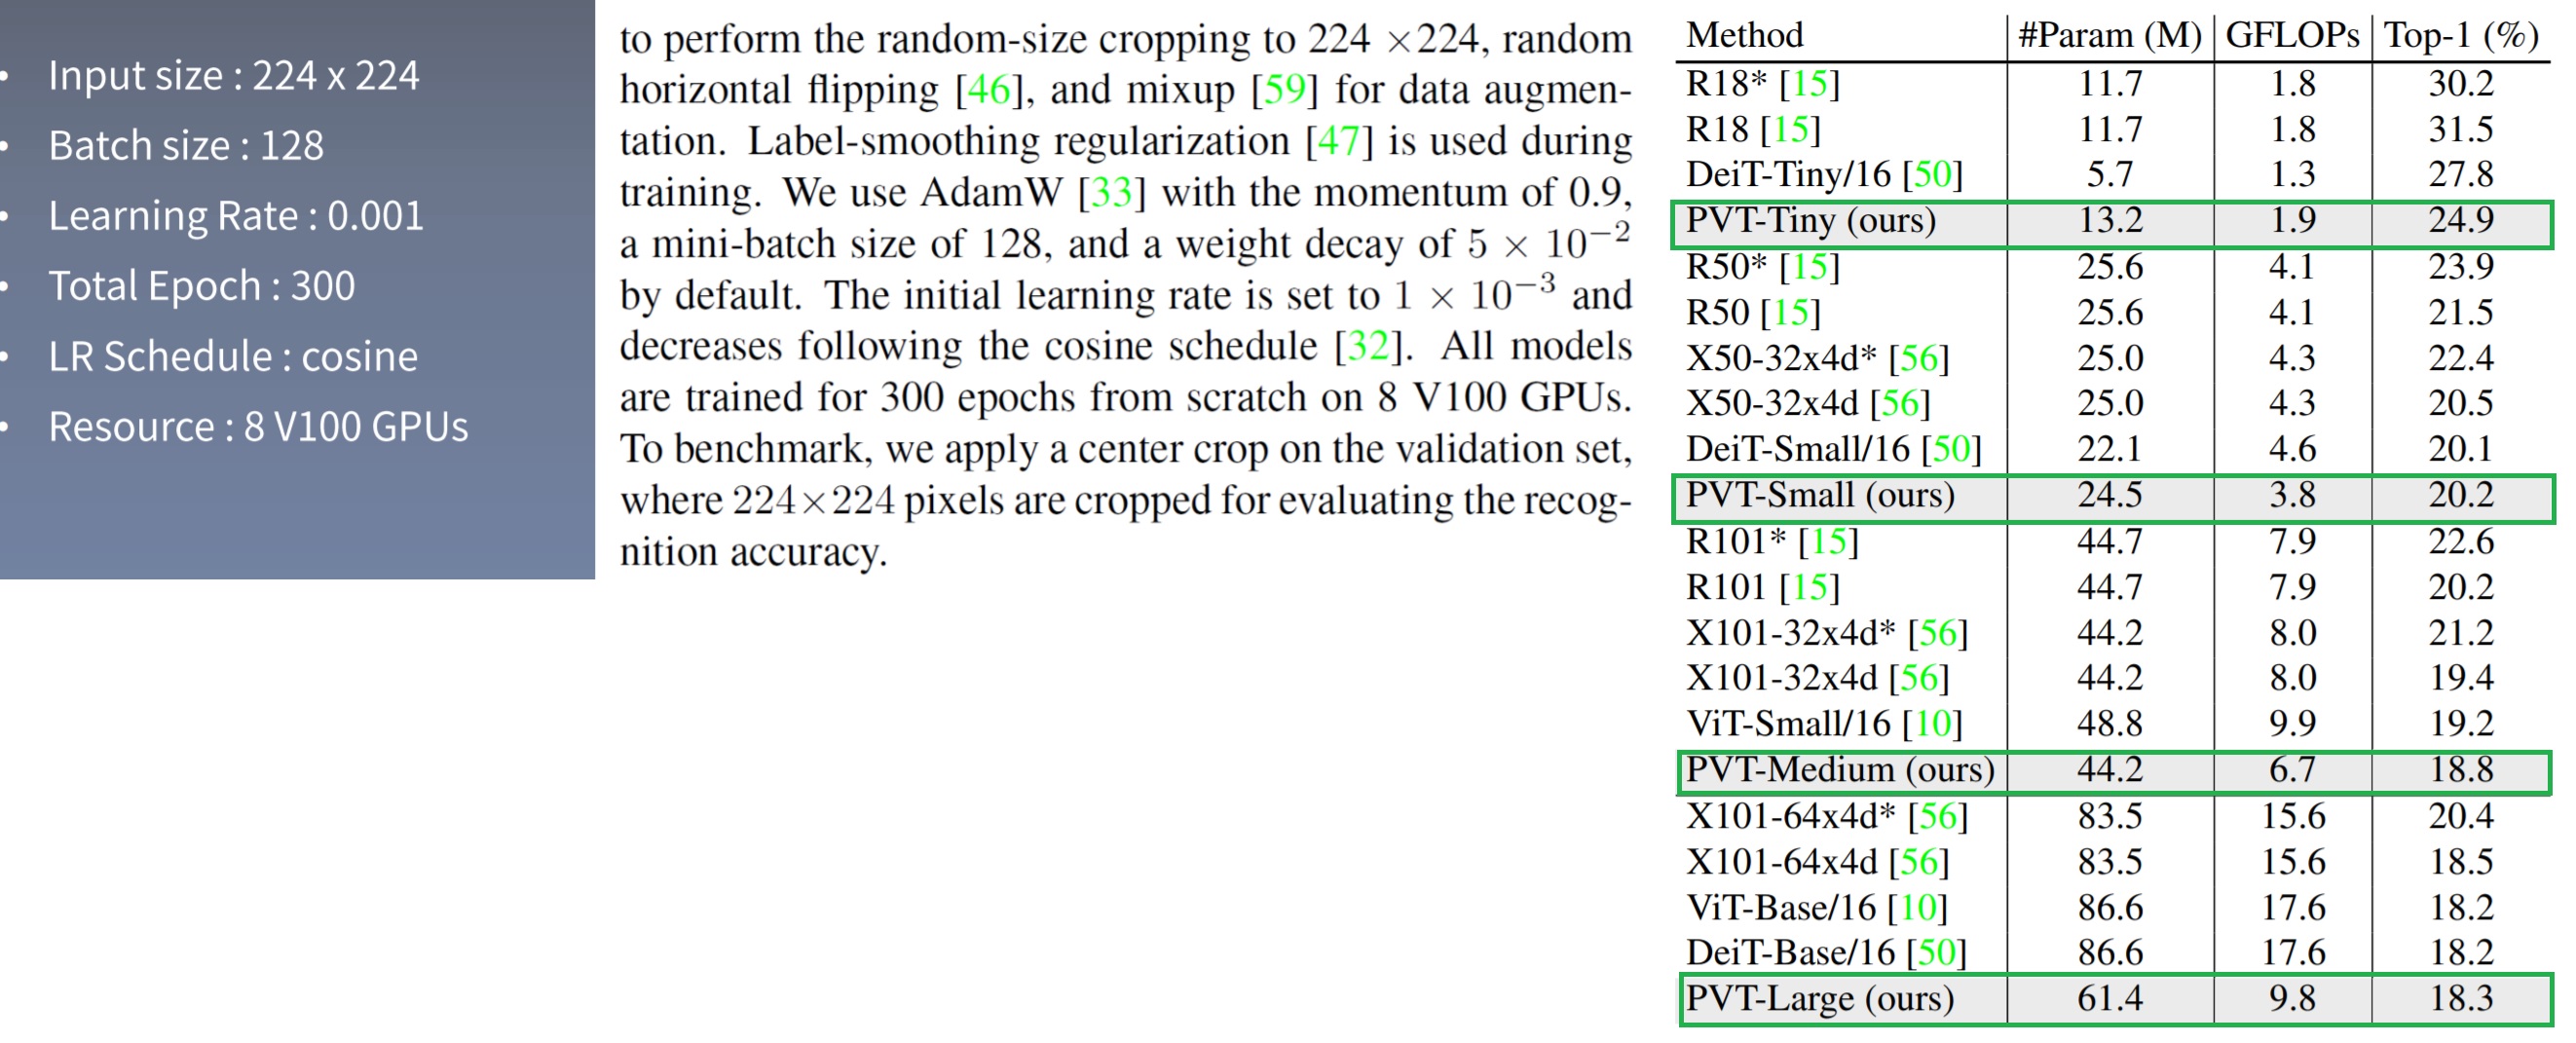 • Input size : 224 x 224
• Batch size : 128
• Learning Rate : 0.001
• Total Epoch : 300
• LR Schedule : cosine
• Resource : 8 V100 GPUs
to perform the random-size cropping to 224 ×224, random
horizontal flipping [46], and mixup [59] for data augmen-
tation. Label-smoothing regularization [47] is used during
training. We use AdamW [33] with the momentum of 0.9,
a mini-batch size of 128, and a weight decay of 5 × 10⁻²
by default. The initial learning rate is set to 1 × 10⁻³ and
decreases following the cosine schedule [32]. All models
are trained for 300 epochs from scratch on 8 V100 GPUs.
To benchmark, we apply a center crop on the validation set,
where 224×224 pixels are cropped for evaluating the recog-
nition accuracy.
Method #Param (M) GFLOPs Top-1 (%)
R18* [15] 11.7 1.8 30.2
R18 [15] 11.7 1.8 31.5
DeiT-Tiny/16 [50] 5.7 1.3 27.8
PVT-Tiny (ours) 13.2 1.9 24.9
R50* [15] 25.6 4.1 23.9
R50 [15] 25.6 4.1 21.5
X50-32x4d* [56] 25.0 4.3 22.4
X50-32x4d [56] 25.0 4.3 20.5
DeiT-Small/16 [50] 22.1 4.6 20.1
PVT-Small (ours) 24.5 3.8 20.2
R101* [15] 44.7 7.9 22.6
R101 [15] 44.7 7.9 20.2
X101-32x4d* [56] 44.2 8.0 21.2
X101-32x4d [56] 44.2 8.0 19.4
ViT-Small/16 [10] 48.8 9.9 19.2
PVT-Medium (ours) 44.2 6.7 18.8
X101-64x4d* [56] 83.5 15.6 20.4
X101-64x4d [56] 83.5 15.6 18.5
ViT-Base/16 [10] 86.6 17.6 18.2
DeiT-Base/16 [50] 86.6 17.6 18.2
PVT-Large (ours) 61.4 9.8 18.3